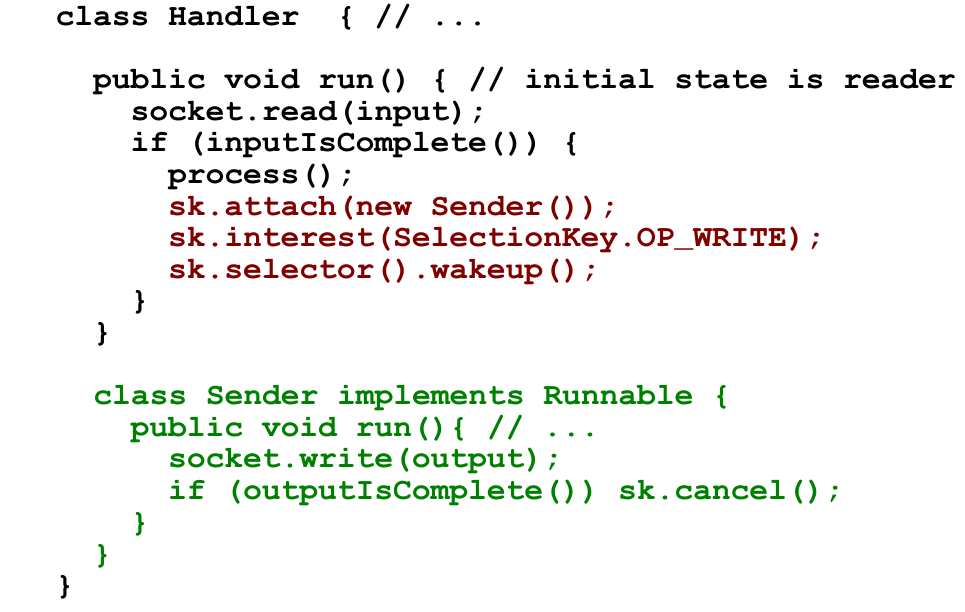 class Handler  { // ...
  public void run() { // initial state is reader
    socket.read(input);
    if (inputIsComplete()) {
      process();
      sk.attach(new Sender());
      sk.interest(SelectionKey.OP_WRITE);
      sk.selector().wakeup();
    }
  }
  class Sender implements Runnable {
    public void run(){ // ...
      socket.write(output);
      if (outputIsComplete()) sk.cancel();
    }
  }
}